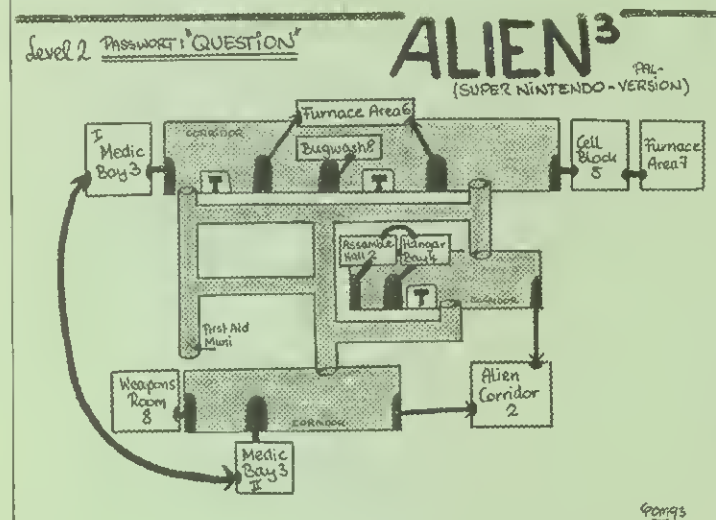 Level 2 PASSWORT: "QUESTION"
ALIEN³
(SUPER NINTENDO-PAL-VERSION)
Furnace Area 6
CORRIDOR
I
Medic
Bay 3
Bugwash 8
Cell
Block
5
Furnace
Area 7
T
T
Assamble
Hall 2
Hangar
Bay 4
T
CORRIDOR
First Aid
Muni
Weapons
Room
8
CORRIDOR
Alien
Corridor
2
Medic
Bay 3
II